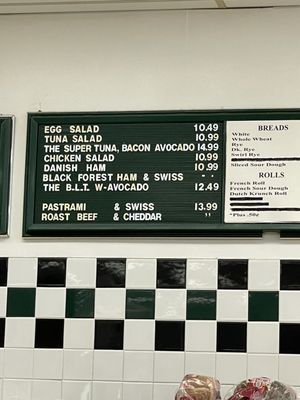 EGG SALAD 10.49
TUNA SALAD 10.99
THE SUPER TUNA, BACON AVOCADO 14.99
CHICKEN SALAD 10.99
DANISH HAM 10.99
BLACK FOREST HAM & SWISS " "
THE B.L.T. W-AVOCADO 12.49
PASTRAMI & SWISS 13.99
ROAST BEEF & CHEDDAR "
BREADS
White
Whole Wheat
Rye
Dk. Rye
Swirl Rye
Sliced Sour Dough
ROLLS
French Roll
French Sour Dough
Dutch Krunch Roll
*Plus .50¢